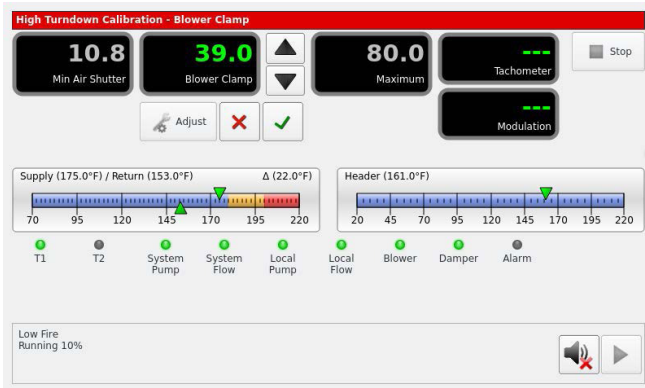 High Turndown Calibration - Blower Clamp
10.8
Min Air Shutter
39.0
Blower Clamp
80.0
Maximum
---
Tachometer
Stop
---
Modulation
Adjust
Supply (175.0°F) / Return (153.0°F)
Δ (22.0°F)
70 95 120 145 170 195 220
Header (161.0°F)
20 45 70 95 120 145 170 195 220
T1
T2
System
Pump
System
Flow
Local
Pump
Local
Flow
Blower
Damper
Alarm
Low Fire
Running 10%